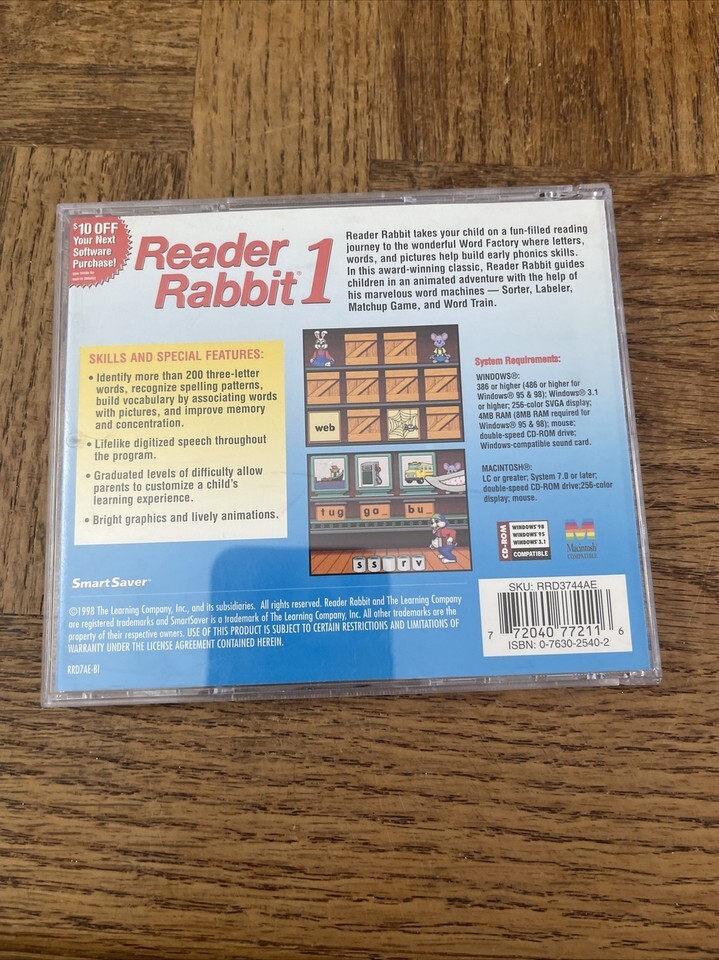 $10 OFF
Your Next
Software
Purchase!
Reader
Rabbit® 1
Reader Rabbit takes your child on a fun-filled reading
journey to the wonderful Word Factory where letters,
words, and pictures help build early phonics skills.
In this award-winning classic, Reader Rabbit guides
children in an animated adventure with the help of
his marvelous word machines — Sorter, Labeler,
Matchup Game, and Word Train.
SKILLS AND SPECIAL FEATURES:
• Identify more than 200 three-letter
words, recognize spelling patterns,
build vocabulary by associating words
with pictures, and improve memory
and concentration.
• Lifelike digitized speech throughout
the program.
• Graduated levels of difficulty allow
parents to customize a child's
learning experience.
• Bright graphics and lively animations.
web
tug ga bu
s s r v
System Requirements:
WINDOWS®:
386 or higher (486 or higher for
Windows® 95 & 98); Windows® 3.1
or higher; 256-color SVGA display;
4MB RAM (8MB RAM required for
Windows® 95 & 98); mouse;
double-speed CD-ROM drive;
Windows-compatible sound card.
MACINTOSH®:
LC or greater; System 7.0 or later;
double-speed CD-ROM drive;256-color
display; mouse.
CD-ROM
WINDOWS® 98
WINDOWS® 95
WINDOWS® 3.1
COMPATIBLE
Macintosh
COMPATIBLE
SmartSaver™
©1998 The Learning Company, Inc., and its subsidiaries. All rights reserved. Reader Rabbit and The Learning Company
are registered trademarks and SmartSaver is a trademark of The Learning Company, Inc. All other trademarks are the
property of their respective owners. USE OF THIS PRODUCT IS SUBJECT TO CERTAIN RESTRICTIONS AND LIMITATIONS OF
WARRANTY UNDER THE LICENSE AGREEMENT CONTAINED HEREIN.
RRD7AE-BI
SKU: RRD3744AE
7 72040 77211 6
ISBN: 0-7630-2540-2